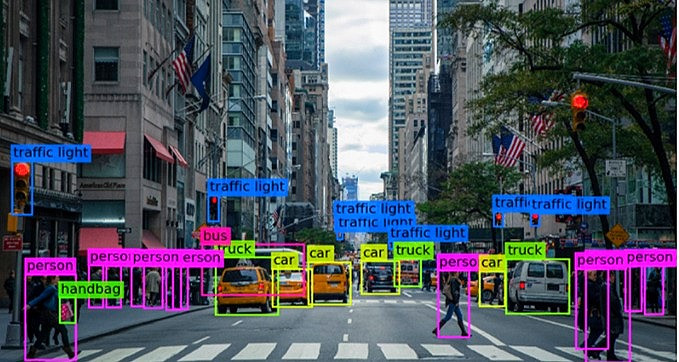 traffic light
traffic light
traffic light
traffic light
traffic light
traffic light
traffic light
bus
truck
car
car
car
truck
person
perso
person
erson
person
car
truck
person
person
handbag